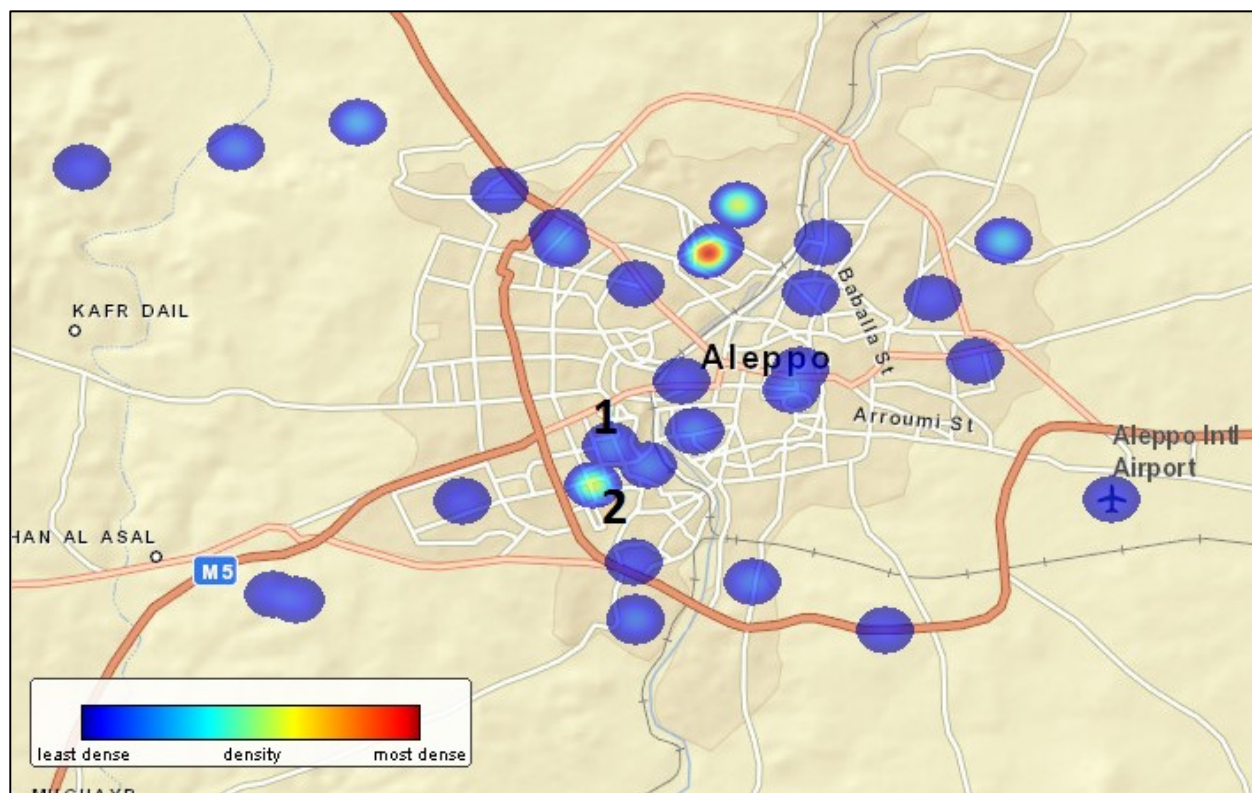 KAFR DAIL
Aleppo
Baballa St
1
Arroumi St
Aleppo Intl
Airport
2
HAN AL ASAL
M5
least dense
density
most dense